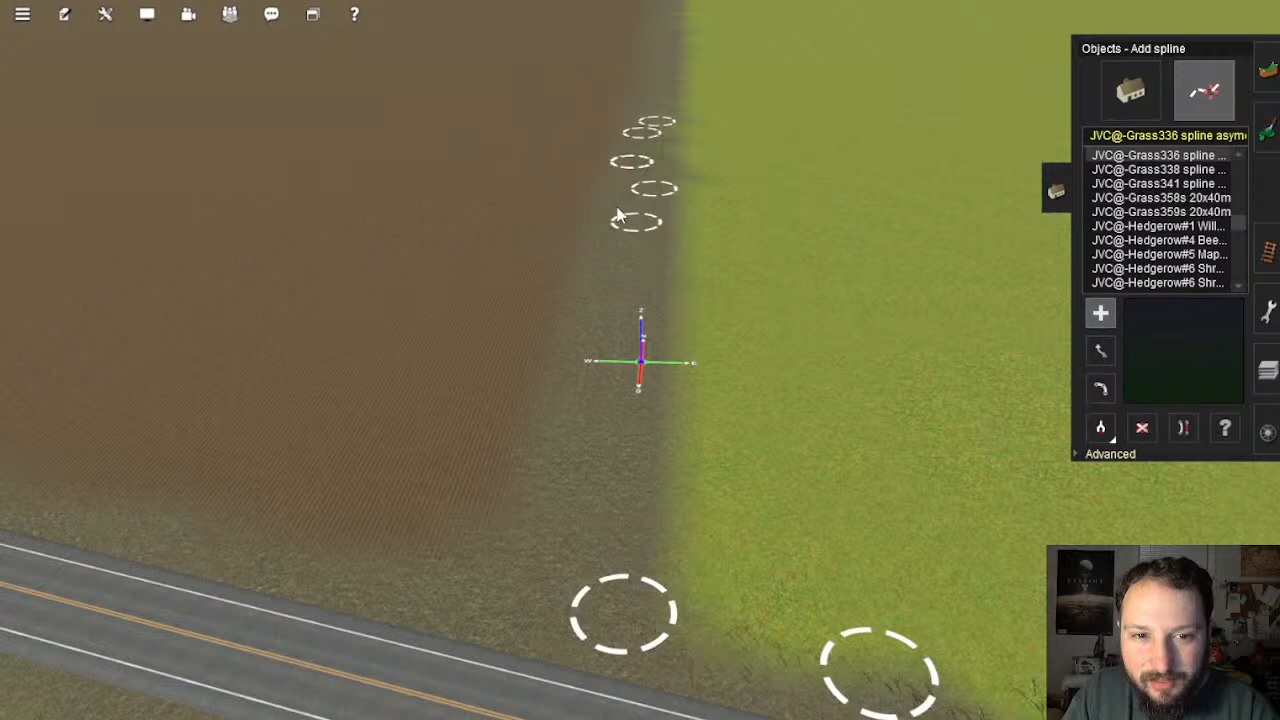 ?
Objects - Add spline
JVC@-Grass336 spline asym
JVC@-Grass336 spline ...
JVC@-Grass338 spline ...
JVC@-Grass341 spline ...
JVC@-Grass358s 20x40m
JVC@-Grass359s 20x40m
JVC@-Hedgerow#1 Will...
JVC@-Hedgerow#4 Bee...
JVC@-Hedgerow#5 Map...
JVC@-Hedgerow#6 Shr...
JVC@-Hedgerow#6 Shr...
?
Advanced
Z
W